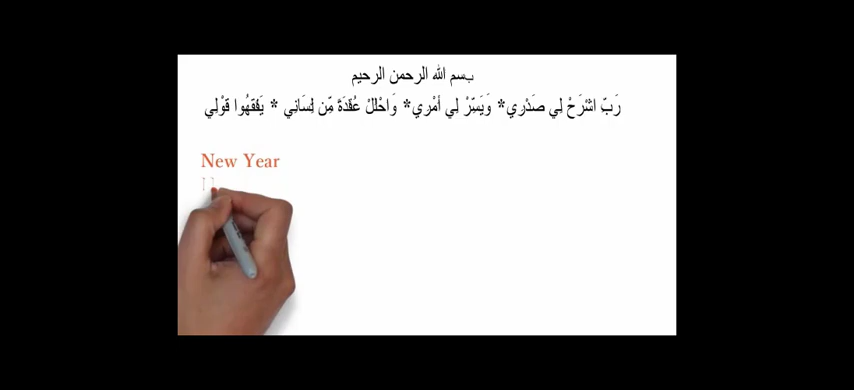 بسم الله الرحمن الرحيم
رَبِّ اشْرَحْ لِي صَدْرِي* وَيَسِّرْ لِي أَمْرِي* وَاحْلُلْ عُقْدَةً مِّن لِّسَانِي * يَفْقَهُوا قَوْلِي
New Year